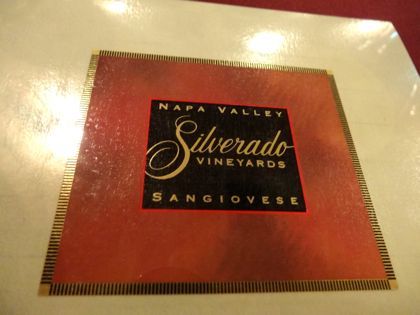 NAPA VALLEY
Silverado
VINEYARDS
SANGIOVESE